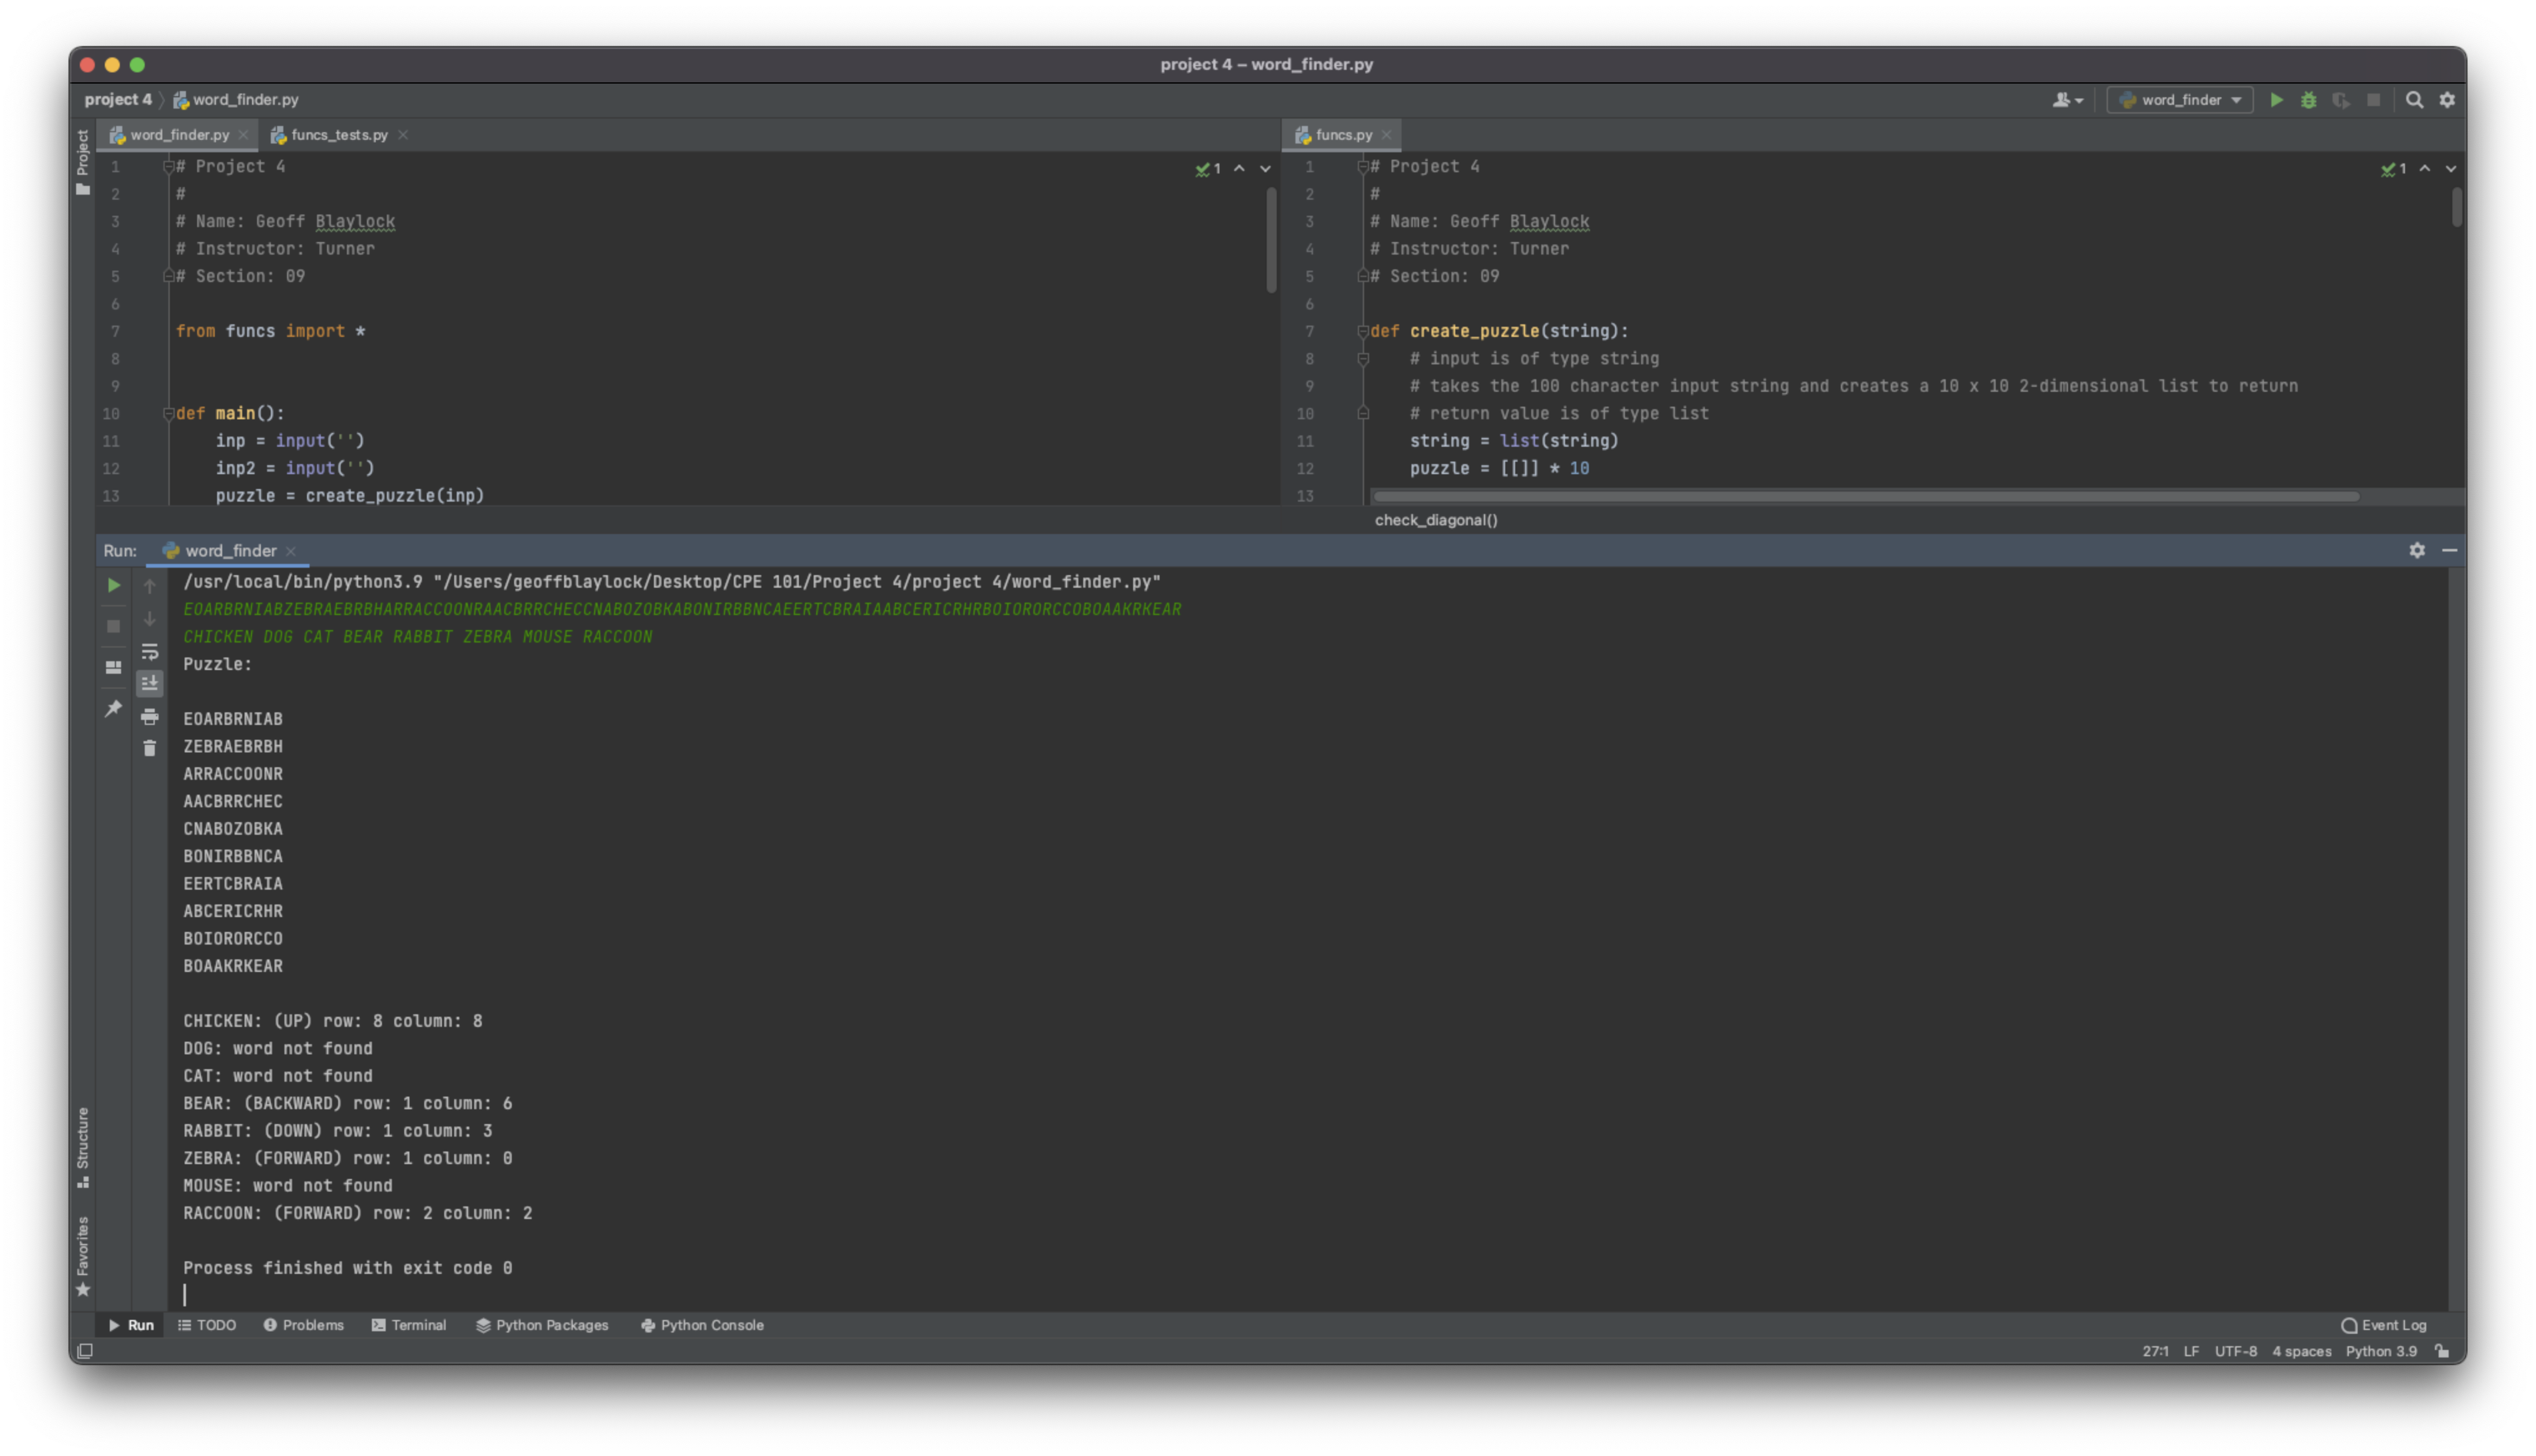 project 4 – word_finder.py
project 4 word_finder.py
word_finder
Project
word_finder.py funcs_tests.py
1 # Project 4
2 #
3 # Name: Geoff Blaylock
4 # Instructor: Turner
5 # Section: 09
6
7 from funcs import *
8
9
10 def main():
11 inp = input('')
12 inp2 = input('')
13 puzzle = create_puzzle(inp)
1
funcs.py
1 # Project 4
2 #
3 # Name: Geoff Blaylock
4 # Instructor: Turner
5 # Section: 09
6
7 def create_puzzle(string):
8 # input is of type string
9 # takes the 100 character input string and creates a 10 x 10 2-dimensional list to return
10 # return value is of type list
11 string = list(string)
12 puzzle = [[]] * 10
13
1
check_diagonal()
Run: word_finder
/usr/local/bin/python3.9 "/Users/geoffblaylock/Desktop/CPE 101/Project 4/project 4/word_finder.py"
EOARBRNIABZEBRAEBRBHARRACCOONRAACBRRCHECCNABOZOBKABONIRBBNCAEERTCBRAIAABCERICRHRBOIORORCCOBOAAKRKEAR
CHICKEN DOG CAT BEAR RABBIT ZEBRA MOUSE RACCOON
Puzzle:
EOARBRNIAB
ZEBRAEBRBH
ARRACCOONR
AACBRRCHEC
CNABOZOBKA
BONIRBBNCA
EERTCBRAIA
ABCERICRHR
BOIORORCCO
BOAAKRKEAR
CHICKEN: (UP) row: 8 column: 8
DOG: word not found
CAT: word not found
BEAR: (BACKWARD) row: 1 column: 6
RABBIT: (DOWN) row: 1 column: 3
ZEBRA: (FORWARD) row: 1 column: 0
MOUSE: word not found
RACCOON: (FORWARD) row: 2 column: 2
Process finished with exit code 0
Structure
Favorites
Run TODO Problems Terminal Python Packages Python Console
Event Log
27:1 LF UTF-8 4 spaces Python 3.9